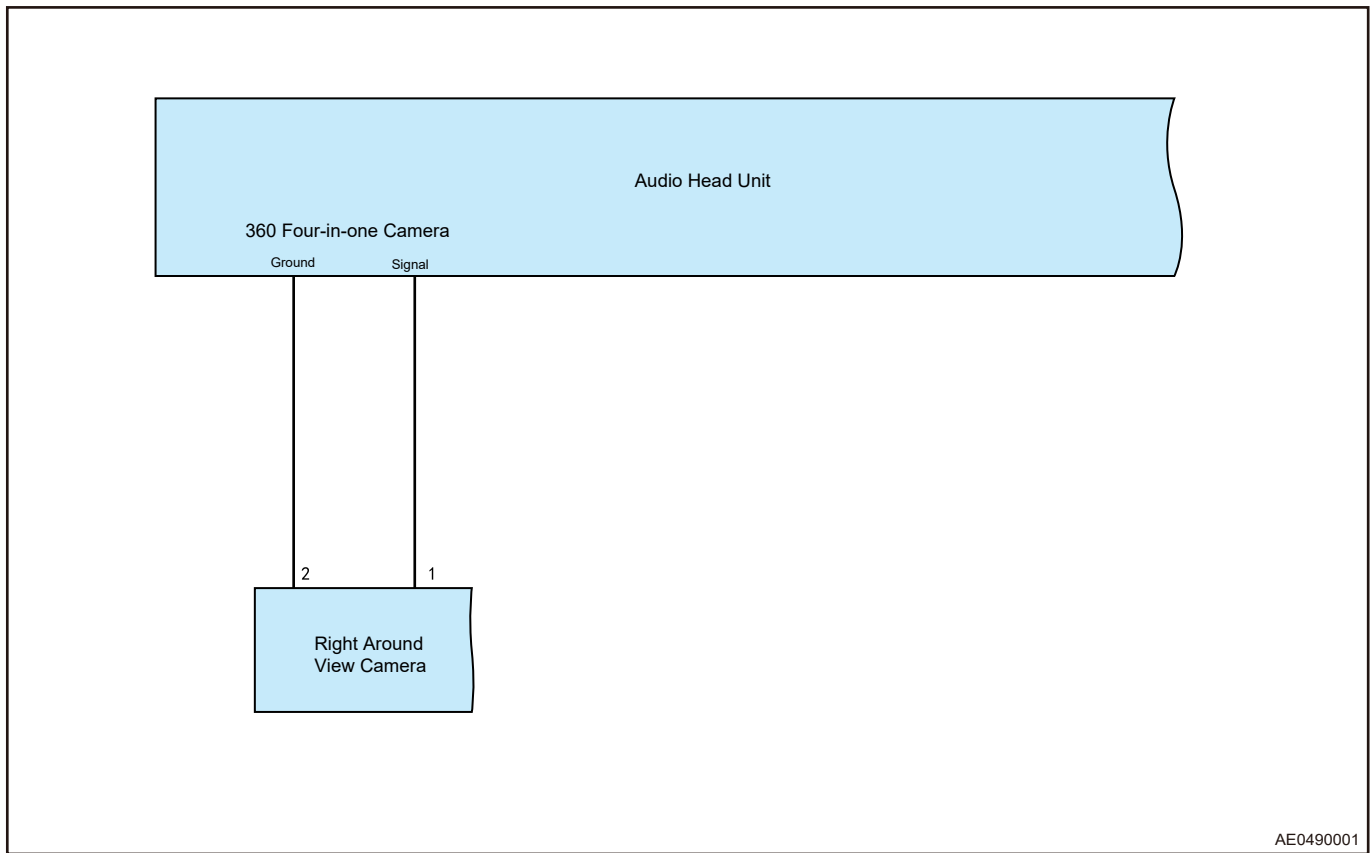 Audio Head Unit
360 Four-in-one Camera
Ground Signal
2 1
Right Around
View Camera
AE0490001